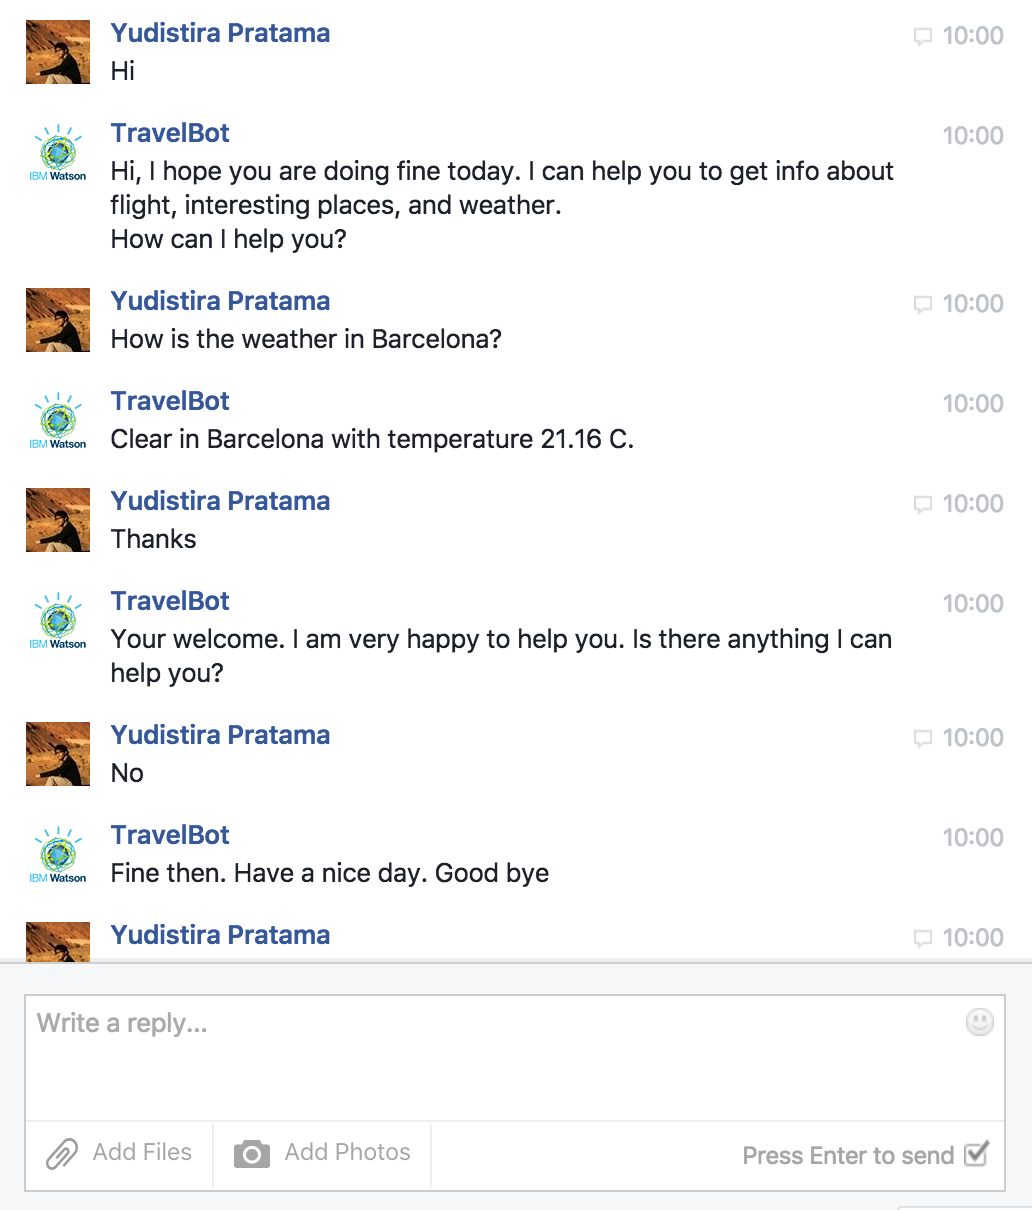 Yudistira Pratama 10:00
Hi
TravelBot 10:00
IBM Watson
Hi, I hope you are doing fine today. I can help you to get info about
flight, interesting places, and weather.
How can I help you?
Yudistira Pratama 10:00
How is the weather in Barcelona?
TravelBot 10:00
IBM Watson
Clear in Barcelona with temperature 21.16 C.
Yudistira Pratama 10:00
Thanks
TravelBot 10:00
IBM Watson
Your welcome. I am very happy to help you. Is there anything I can
help you?
Yudistira Pratama 10:00
No
TravelBot 10:00
IBM Watson
Fine then. Have a nice day. Good bye
Yudistira Pratama 10:00
Write a reply...
Add Files Add Photos Press Enter to send